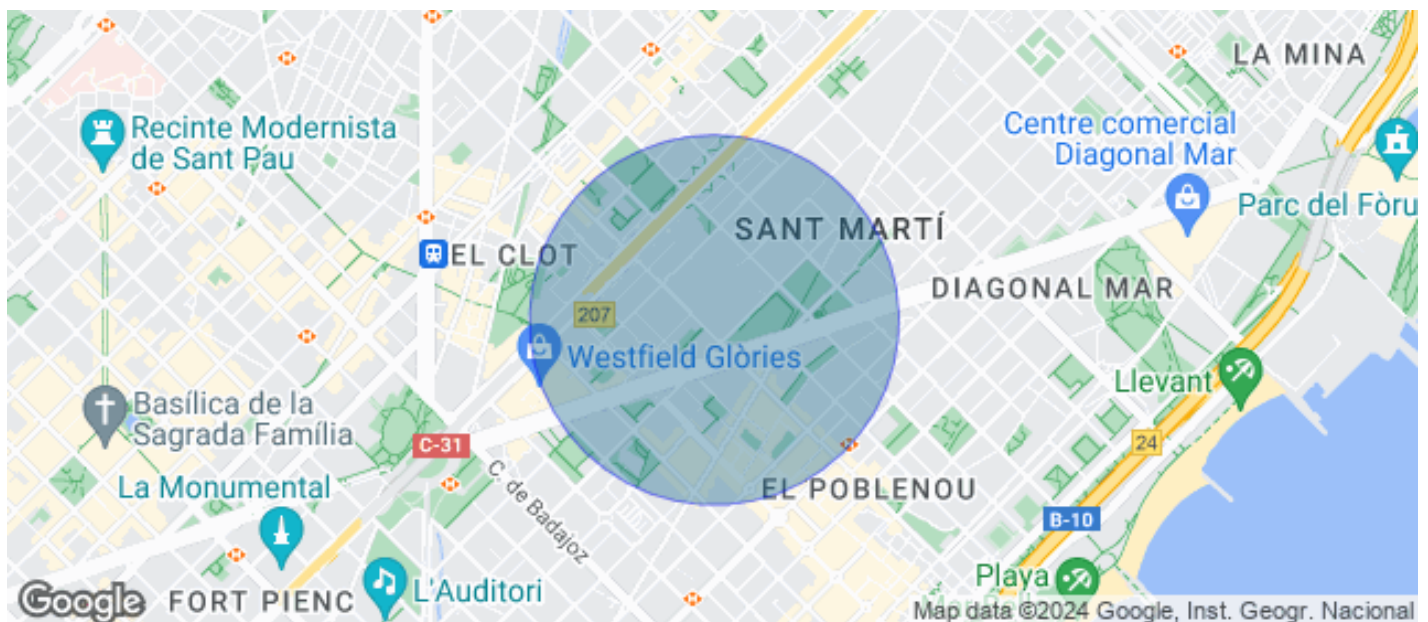 LA MINA
Recinte Modernista
de Sant Pau
Centre comercial
Diagonal Mar
Parc del Fòru
SANT MARTÍ
EL CLOT
DIAGONAL MAR
207
Westfield Glòries
Llevant
Basílica de la
Sagrada Família
C-31
24
La Monumental
C. de Badajoz
EL POBLENOU
B-10
Playa
L'Auditori
Google
FORT PIENC
Map data ©2024 Google, Inst. Geogr. Nacional